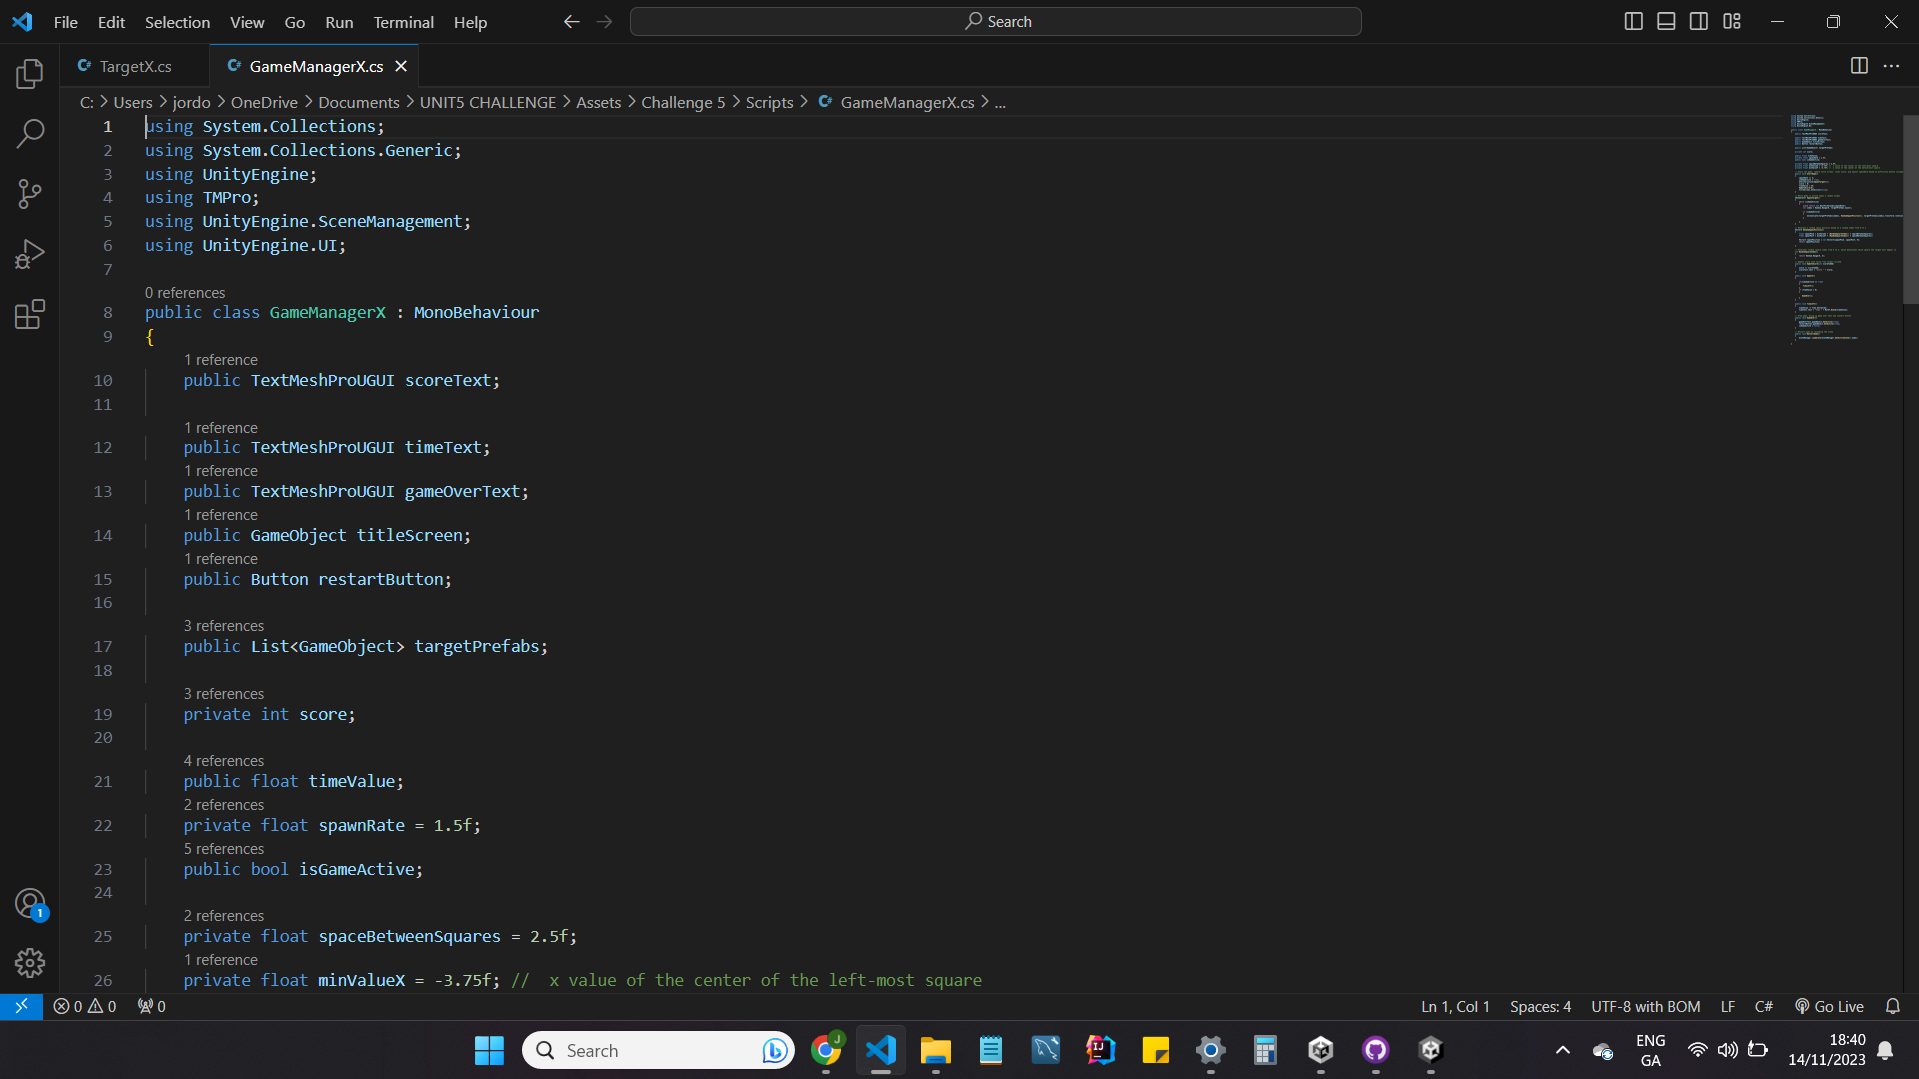 File Edit Selection View Go Run Terminal Help
Search
TargetX.cs
GameManagerX.cs
C: > Users > jordo > OneDrive > Documents > UNIT5 CHALLENGE > Assets > Challenge 5 > Scripts > GameManagerX.cs > ...
1 using System.Collections;
2 using System.Collections.Generic;
3 using UnityEngine;
4 using TMPro;
5 using UnityEngine.SceneManagement;
6 using UnityEngine.UI;
7
0 references
8 public class GameManagerX : MonoBehaviour
9 {
1 reference
10 public TextMeshProUGUI scoreText;
11
1 reference
12 public TextMeshProUGUI timeText;
1 reference
13 public TextMeshProUGUI gameOverText;
1 reference
14 public GameObject titleScreen;
1 reference
15 public Button restartButton;
16
3 references
17 public List<GameObject> targetPrefabs;
18
3 references
19 private int score;
20
4 references
21 public float timeValue;
2 references
22 private float spawnRate = 1.5f;
5 references
23 public bool isGameActive;
24
2 references
25 private float spaceBetweenSquares = 2.5f;
1 reference
26 private float minValueX = -3.75f; //  x value of the center of the left-most square
1
0 0 0
Ln 1, Col 1 Spaces: 4 UTF-8 with BOM LF C# Go Live
Search
J
IJ
ENG
GA
18:40
14/11/2023